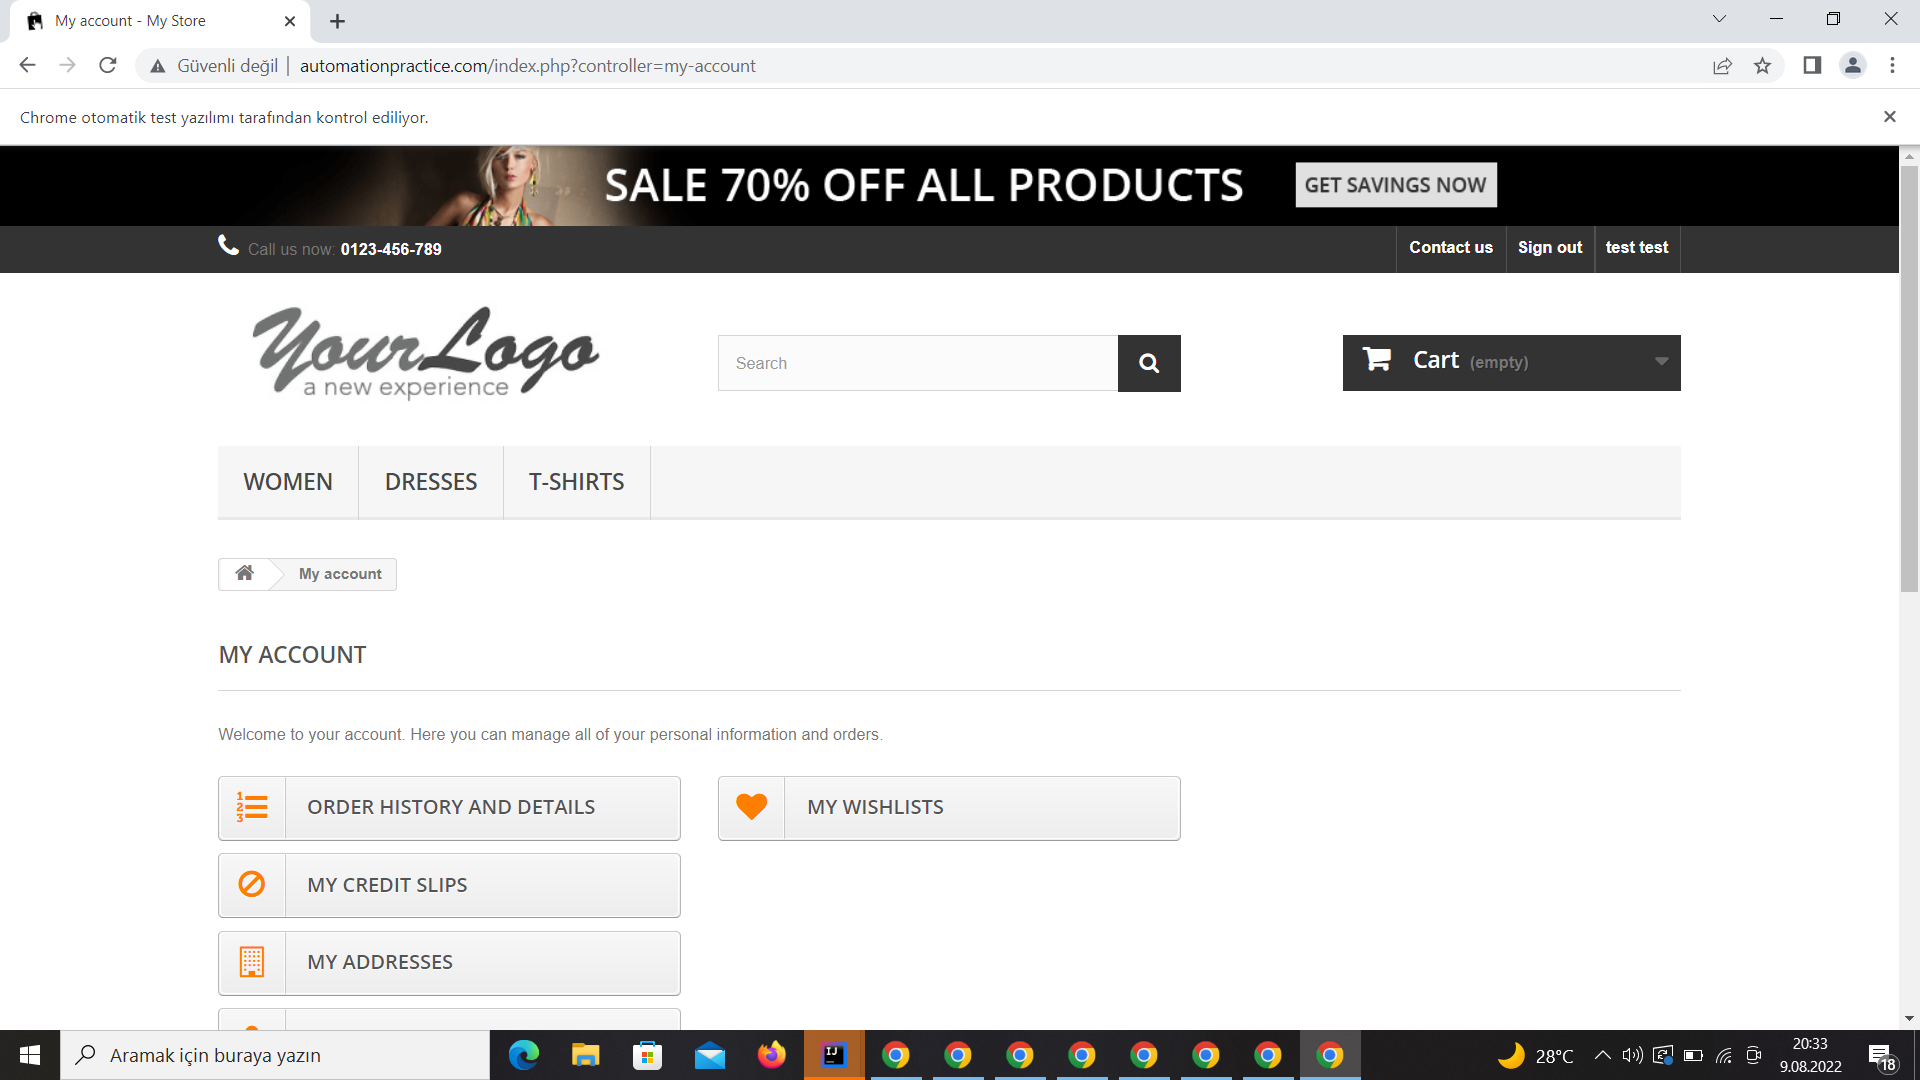 My account - My Store
Güvenli değil | automationpractice.com/index.php?controller=my-account
Chrome otomatik test yazılımı tarafından kontrol ediliyor.
SALE 70% OFF ALL PRODUCTS GET SAVINGS NOW
Call us now: 0123-456-789 Contact us Sign out test test
Your Logo
a new experience
Search
Cart (empty)
WOMEN DRESSES T-SHIRTS
My account
MY ACCOUNT
Welcome to your account. Here you can manage all of your personal information and orders.
1
2
3
ORDER HISTORY AND DETAILS MY WISHLISTS
MY CREDIT SLIPS
MY ADDRESSES
Aramak için buraya yazın
IJ
28°C
20:33
9.08.2022
18